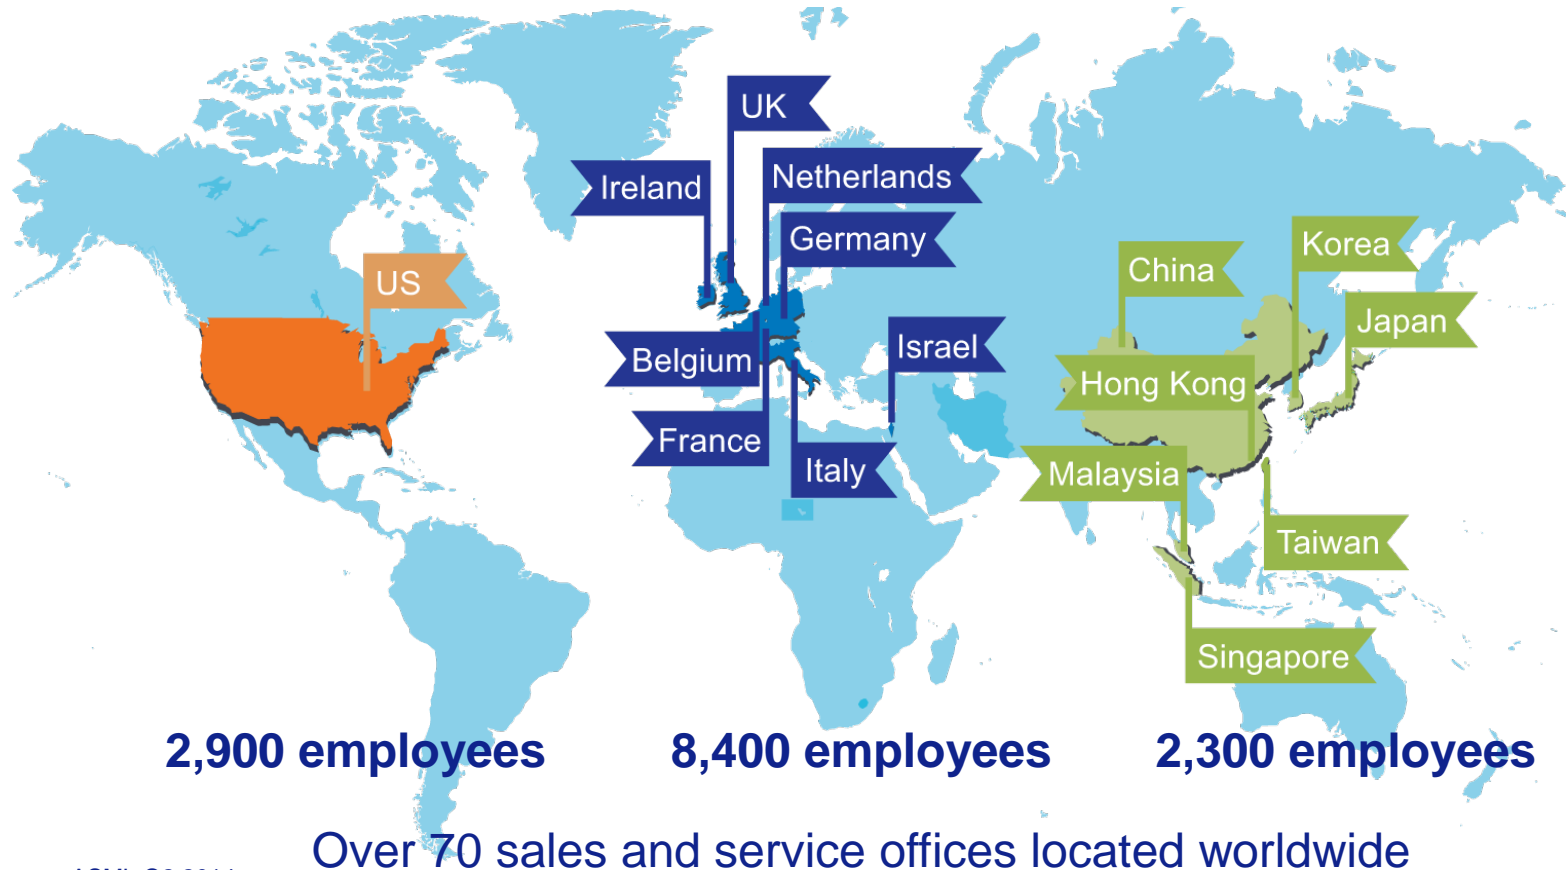 UK
Netherlands
Ireland
Germany
US
Korea
China
Japan
Israel
Belgium
Hong Kong
France
Italy
Malaysia
Taiwan
Singapore
2,900 employees
8,400 employees
2,300 employees
Over 70 sales and service offices located worldwide